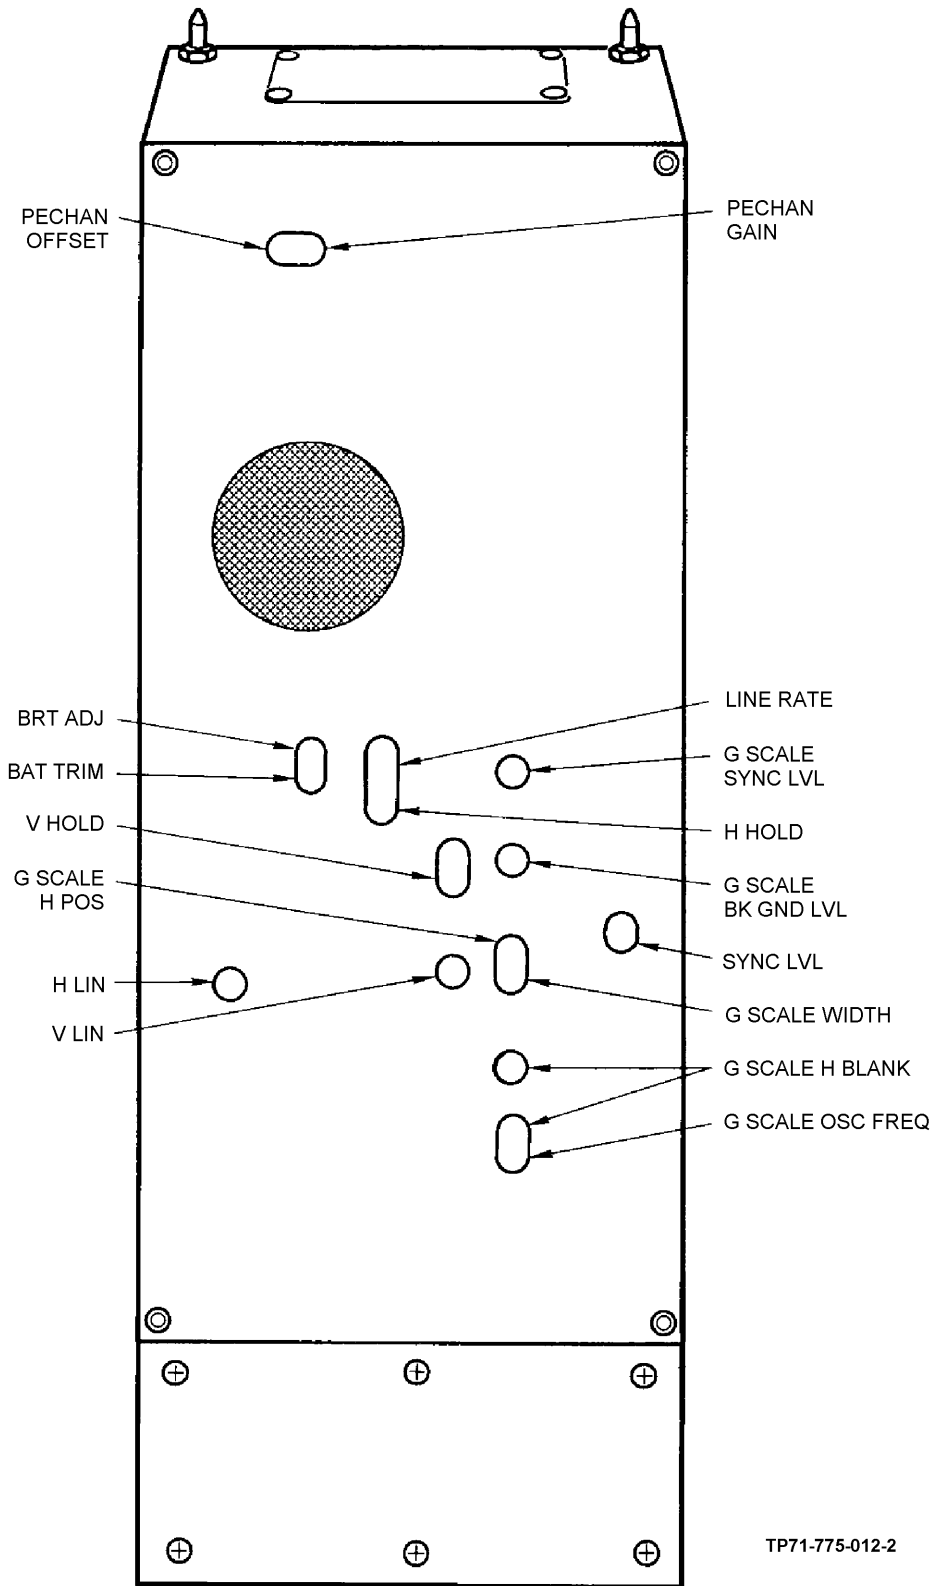 PECHAN
OFFSET
PECHAN
GAIN
BRT ADJ
BAT TRIM
V HOLD
G SCALE
H POS
H LIN
V LIN
LINE RATE
G SCALE
SYNC LVL
H HOLD
G SCALE
BK GND LVL
SYNC LVL
G SCALE WIDTH
G SCALE H BLANK
G SCALE OSC FREQ
TP71-775-012-2